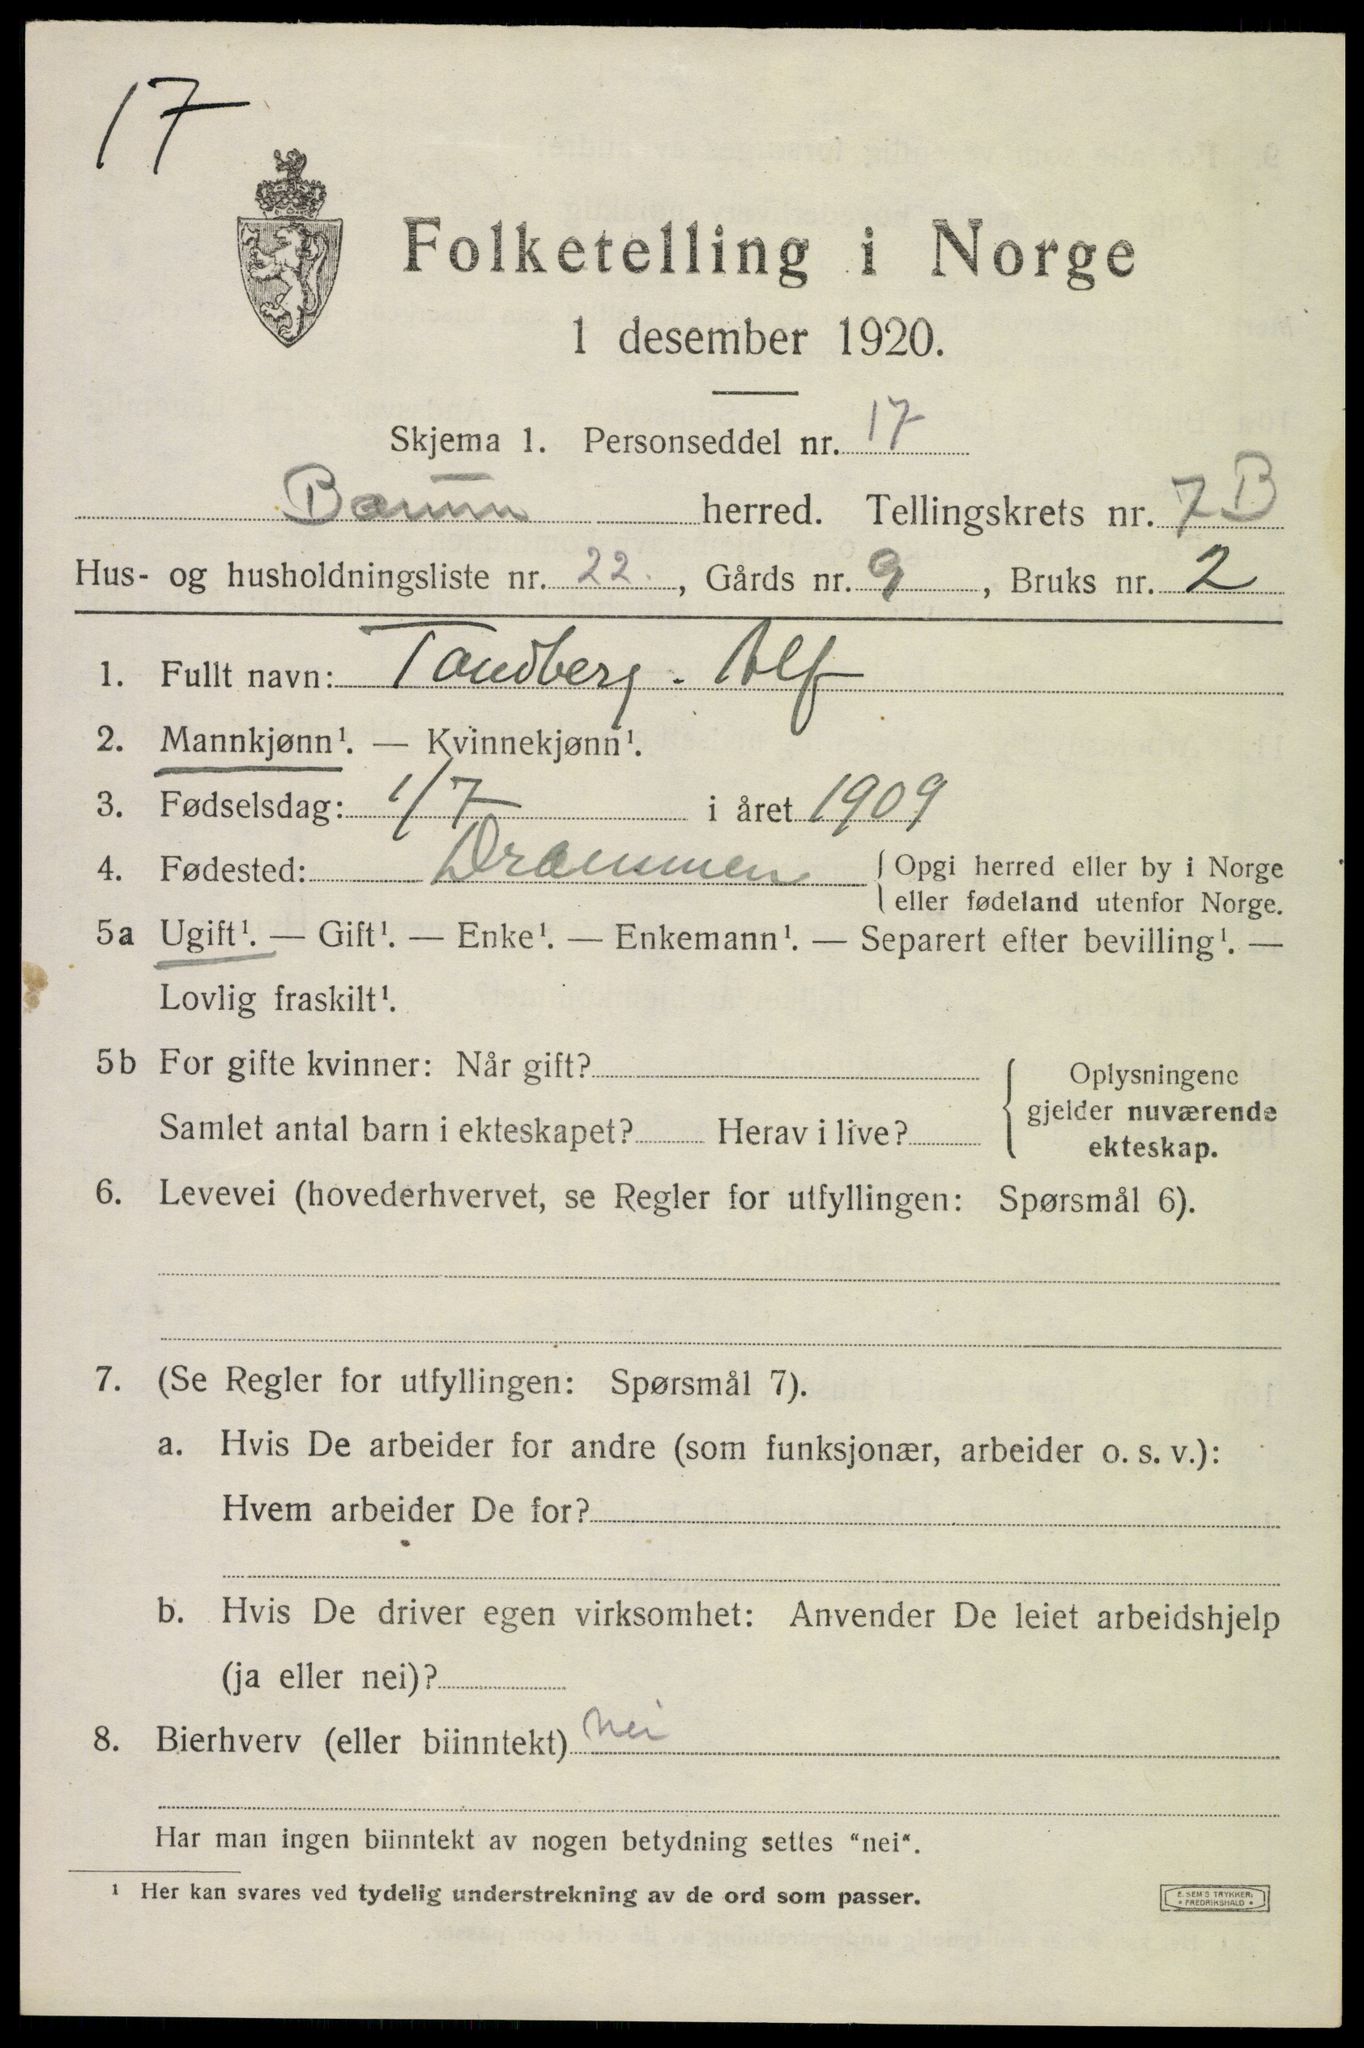 17
Folketelling i Norge
1 desember 1920.
Skjema 1. Personseddel nr. 17
Bærum herred. Tellingskrets nr. 7B
Hus- og husholdningsliste nr. 22., Gårds nr. 9, Bruks nr. 2
1. Fullt navn: Tandberg. Alf
2. Mannkjønn¹. — Kvinnekjønn¹.
3. Fødselsdag: 1/7 i året 1909
4. Fødested: Drammen { Opgi herred eller by i Norge
eller fødeland utenfor Norge.
5a Ugift¹. — Gift¹. — Enke¹. — Enkemann¹. — Separert efter bevilling¹. —
Lovlig fraskilt¹.
5b For gifte kvinner: Når gift? Oplysningene
gjelder nuværende
Samlet antal barn i ekteskapet? Herav i live?
ekteskap.
6. Levevei (hovederhvervet, se Regler for utfyllingen: Spørsmål 6).
7. (Se Regler for utfyllingen: Spørsmål 7).
a. Hvis De arbeider for andre (som funksjonær, arbeider o. s. v.):
Hvem arbeider De for?
b. Hvis De driver egen virksomhet: Anvender De leiet arbeidshjelp
(ja eller nei)?
8. Bierhverv (eller biinntekt) nei
Har man ingen biinntekt av nogen betydning settes “nei“.
¹ Her kan svares ved tydelig understrekning av de ord som passer.
E. SEM'S TRYKKERI
• FREDRIKSHALD •